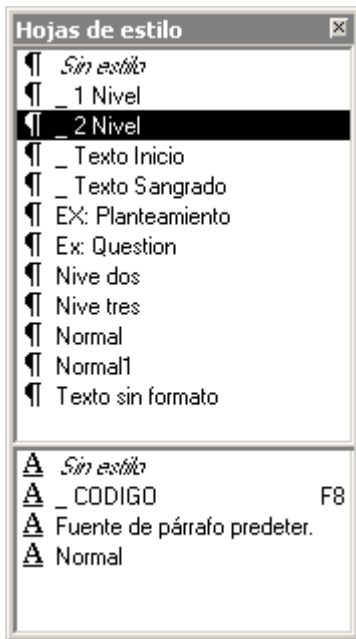 Hojas de estilo
¶ Sin estilo
¶ _ 1 Nivel
¶ _ 2 Nivel
¶ _ Texto Inicio
¶ _ Texto Sangrado
¶ EX: Planteamiento
¶ Ex: Question
¶ Nive dos
¶ Nive tres
¶ Normal
¶ Normal1
¶ Texto sin formato
A Sin estilo
A _ CODIGO F8
A Fuente de párrafo predeter.
A Normal